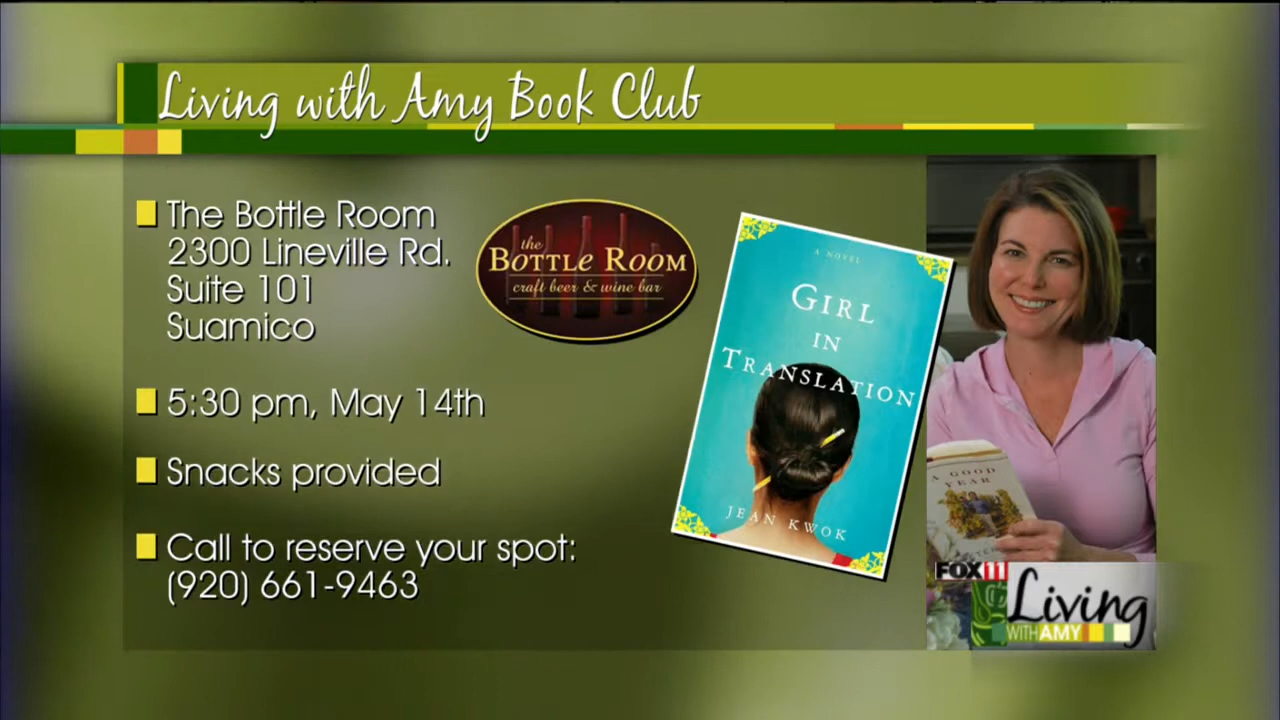 Living with Amy Book Club
The Bottle Room
2300 Lineville Rd.
Suite 101
Suamico
5:30 pm, May 14th
Snacks provided
Call to reserve your spot:
(920) 661-9463
the
BOTTLE ROOM
craft beer & wine bar
A NOVEL
GIRL
IN
TRANSLATION
JEAN KWOK
A GOOD
YEAR
FOX 11
Living
WITH AMY